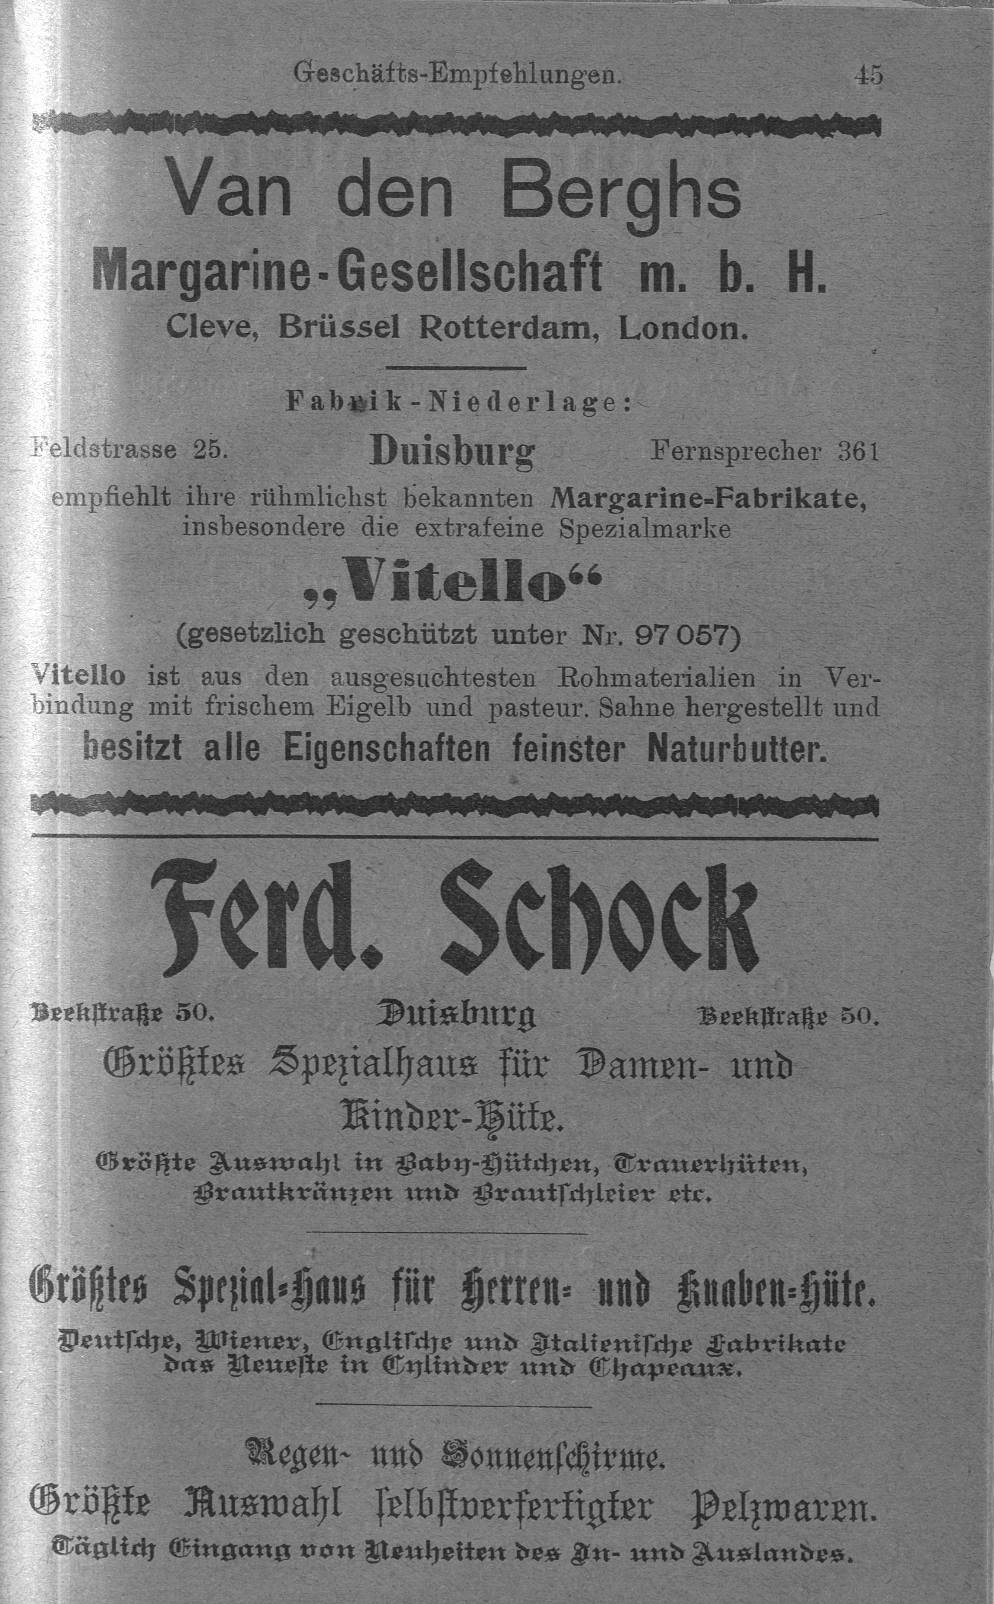 Geschäfts-Empfehlungen. 45
Van den Berghs
Margarine-Gesellschaft m. b. H.
Cleve, Brüssel Rotterdam, London.
Fabrik-Niederlage:
Feldstrasse 25. Duisburg Fernsprecher 361
empfiehlt ihre rühmlichst bekannten Margarine-Fabrikate,
insbesondere die extrafeine Spezialmarke
„Vitello“
(gesetzlich geschützt unter Nr. 97 057)
Vitello ist aus den ausgesuchtesten Rohmaterialien in Ver-
bindung mit frischem Eigelb und pasteur. Sahne hergestellt und
besitzt alle Eigenschaften feinster Naturbutter.
Ferd. Schock
Beekstraße 50. Duisburg Beekstraße 50.
Größtes Spezialhaus für Damen- und
Kinder-Hüte.
Größte Auswahl in Baby-Hütchen, Trauerhüten,
Brautkränzen und Brautschleier etc.
Größtes Spezial-Haus für Herren- und Knaben-Hüte.
Deutsche, Wiener, Englische und Italienische Fabrikate
das Neueste in Cylinder und Chapeaux.
Regen- und Sonnenschirme.
Größte Auswahl selbstverfertigter Pelzwaren.
Täglich Eingang von Neuheiten des In- und Auslandes.